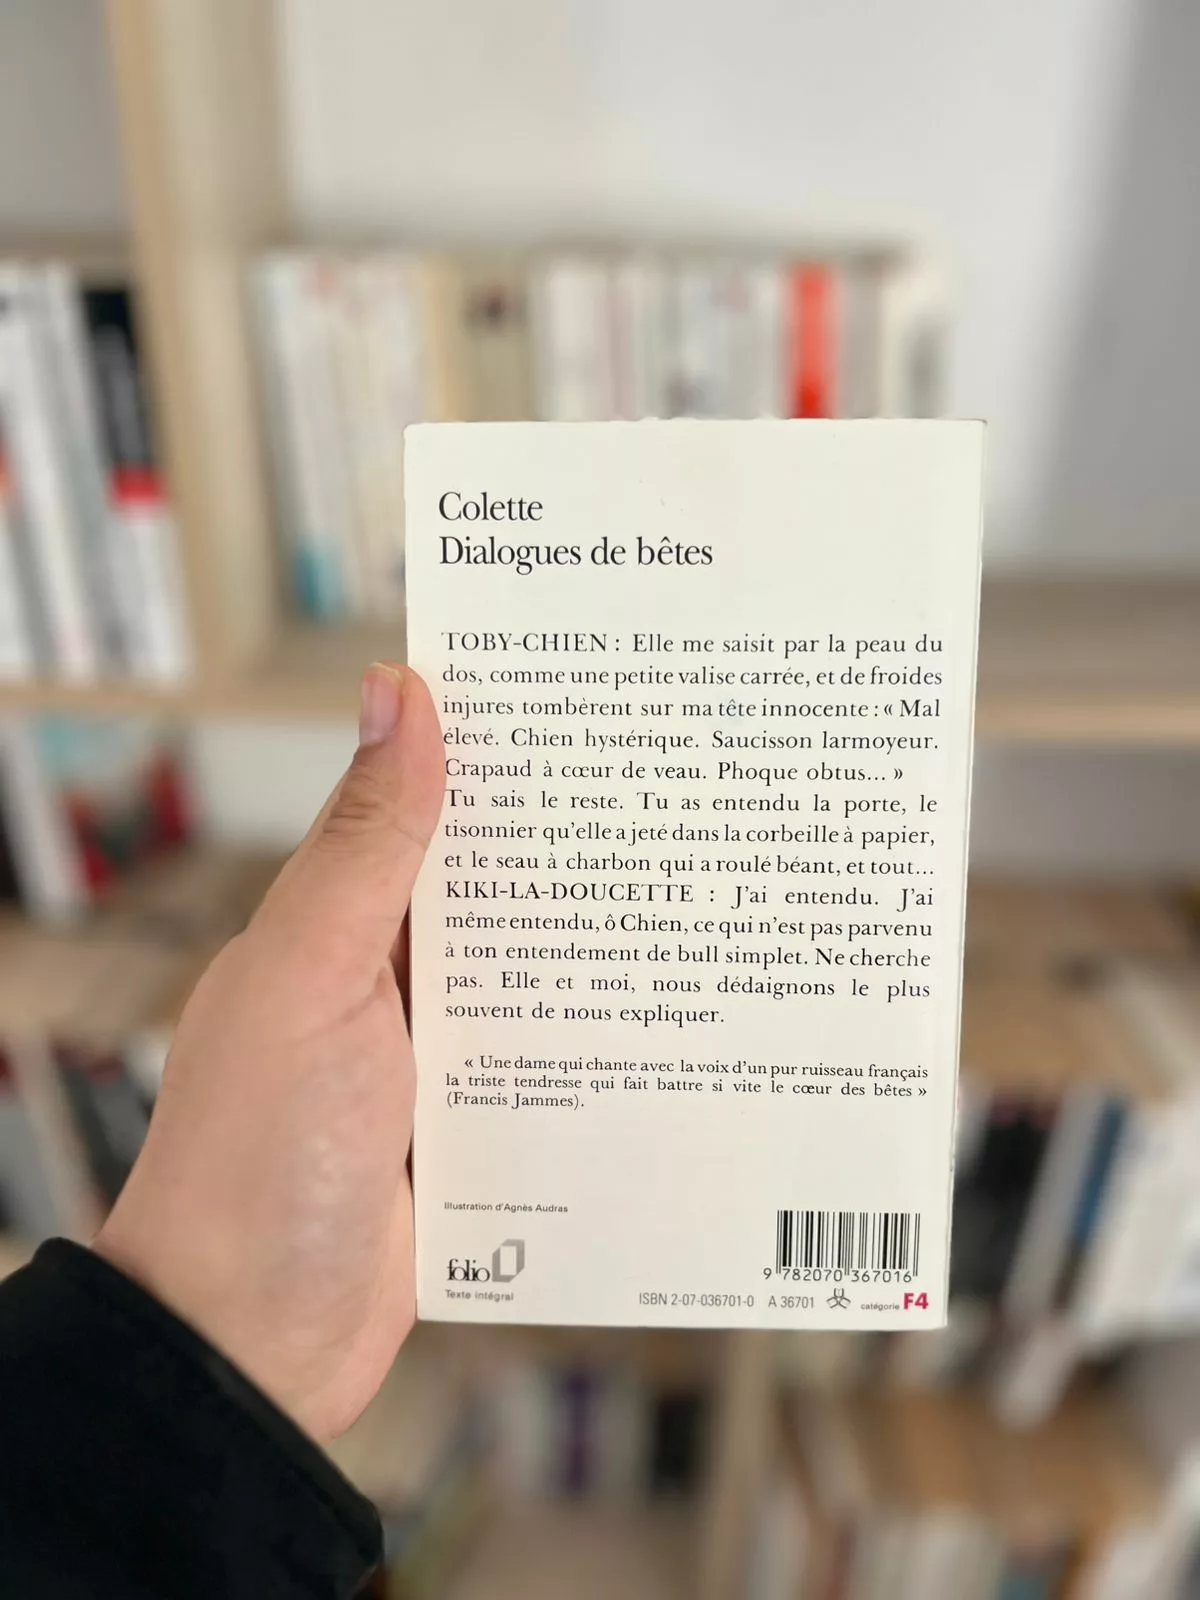 Colette
Dialogues de bêtes
TOBY-CHIEN : Elle me saisit par la peau du
dos, comme une petite valise carrée, et de froides
injures tombèrent sur ma tête innocente : « Mal
élevé. Chien hystérique. Saucisson larmoyeur.
Crapaud à cœur de veau. Phoque obtus... »
Tu sais le reste. Tu as entendu la porte, le
tisonnier qu'elle a jeté dans la corbeille à papier,
et le seau à charbon qui a roulé béant, et tout...
KIKI-LA-DOUCETTE : J'ai entendu. J'ai
même entendu, ô Chien, ce qui n'est pas parvenu
à ton entendement de bull simplet. Ne cherche
pas. Elle et moi, nous dédaignons le plus
souvent de nous expliquer.
« Une dame qui chante avec la voix d'un pur ruisseau français
la triste tendresse qui fait battre si vite le cœur des bêtes »
(Francis Jammes).
Illustration d'Agnès Audras
folio
Texte intégral
9 782070 367016
ISBN 2-07-036701-0 A 36701 catégorie F4